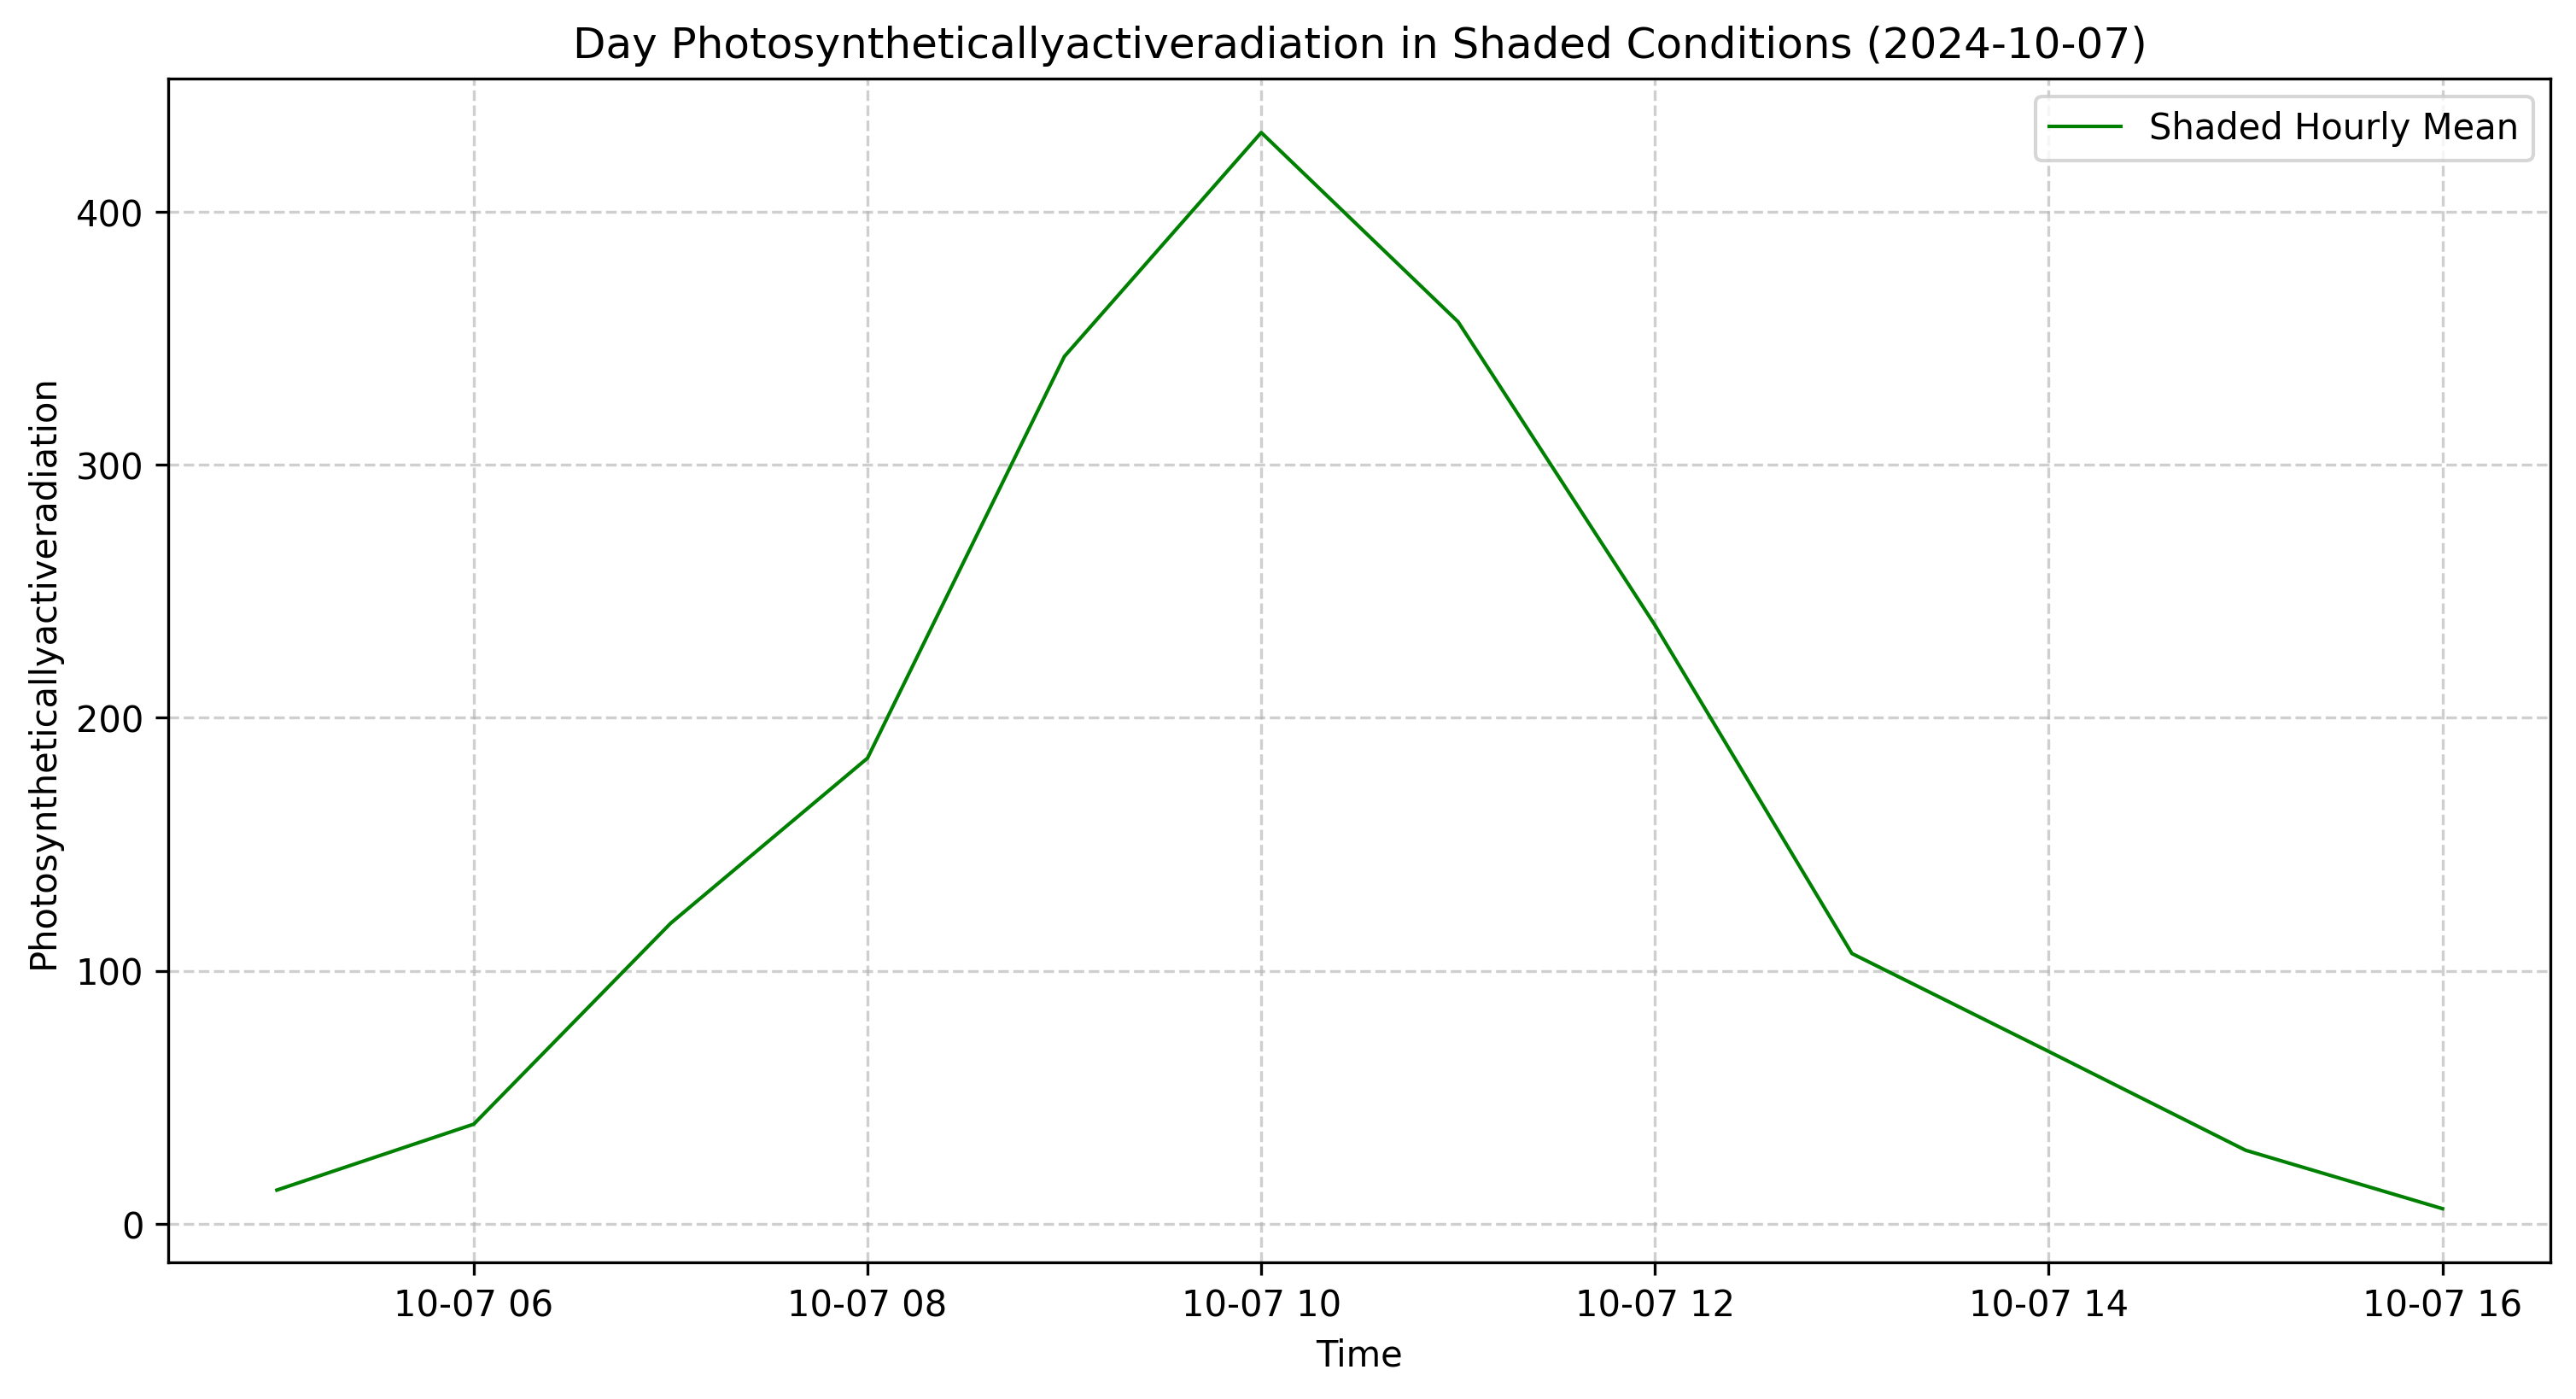 Day Photosyntheticallyactiveradiation in Shaded Conditions (2024-10-07)
Shaded Hourly Mean
Photosyntheticallyactiveradiation
400
300
200
100
0
10-07 06
10-07 08
10-07 10
10-07 12
10-07 14
10-07 16
Time